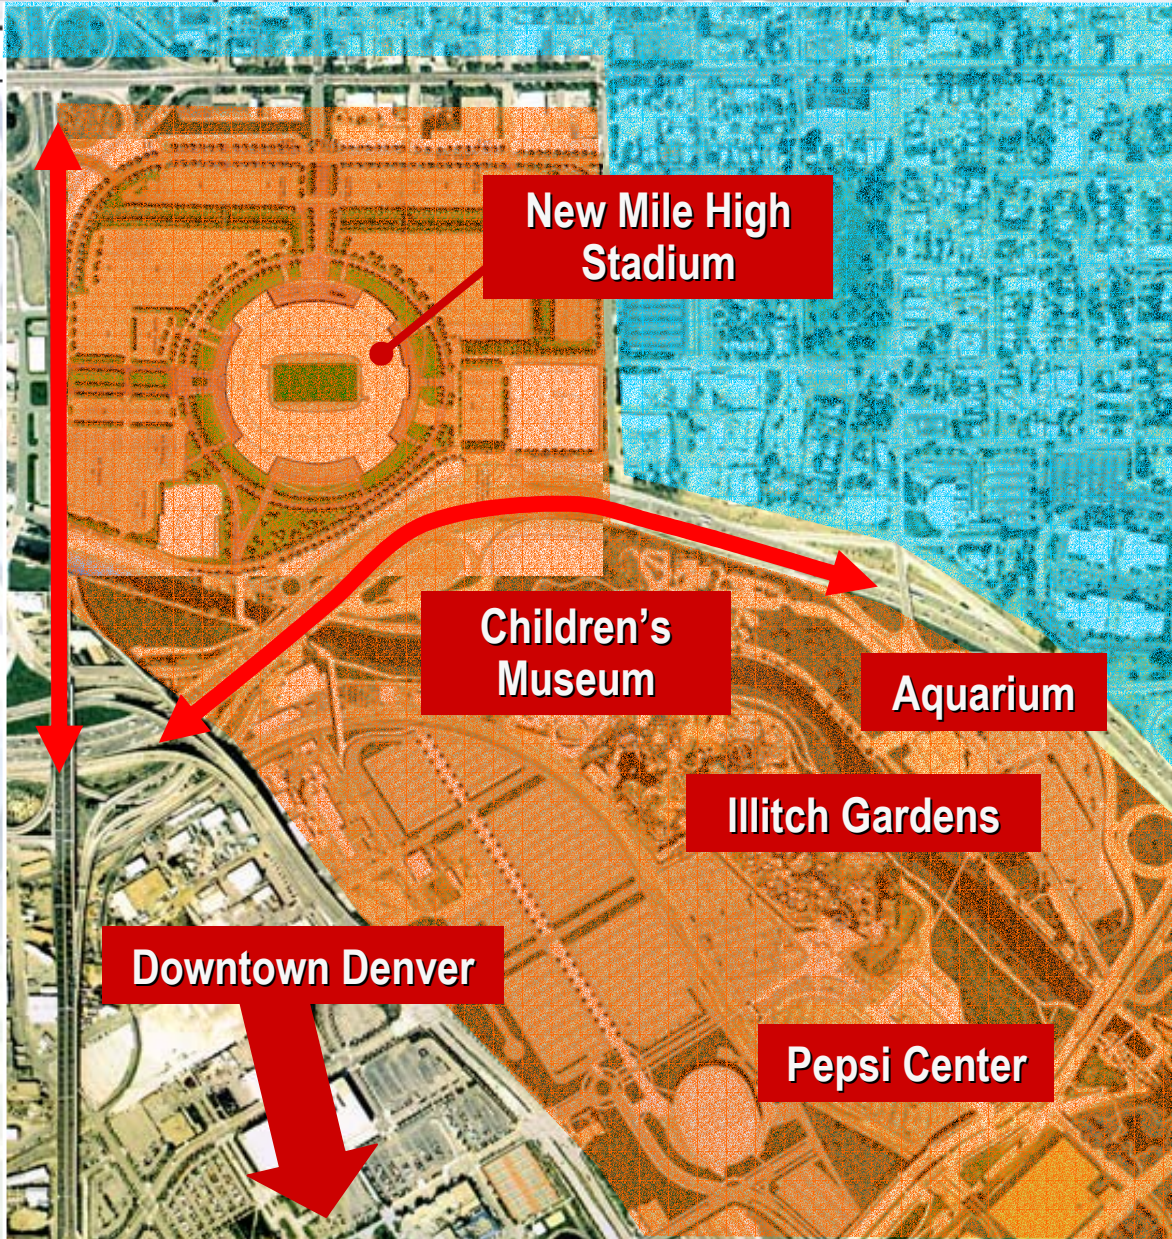 New Mile High
Stadium
Children's
Museum
Aquarium
Illitch Gardens
Downtown Denver
Pepsi Center